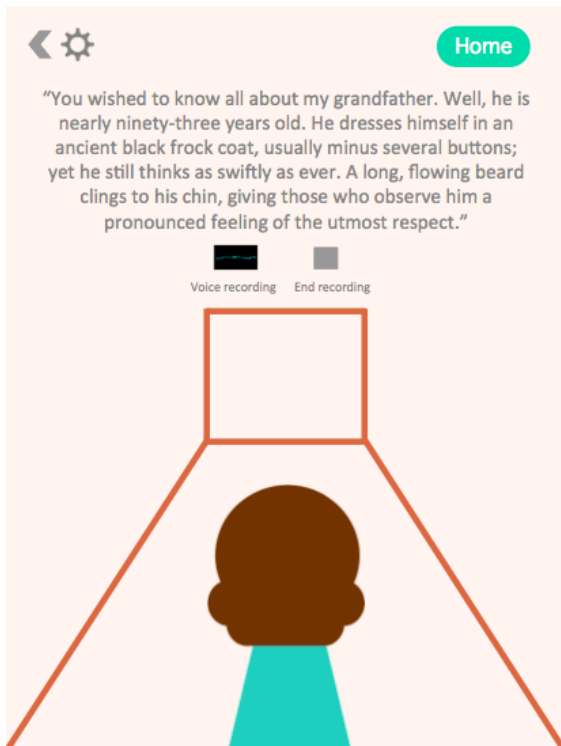 Home
“You wished to know all about my grandfather. Well, he is
nearly ninety-three years old. He dresses himself in an
ancient black frock coat, usually minus several buttons;
yet he still thinks as swiftly as ever. A long, flowing beard
clings to his chin, giving those who observe him a
pronounced feeling of the utmost respect.”
Voice recording End recording